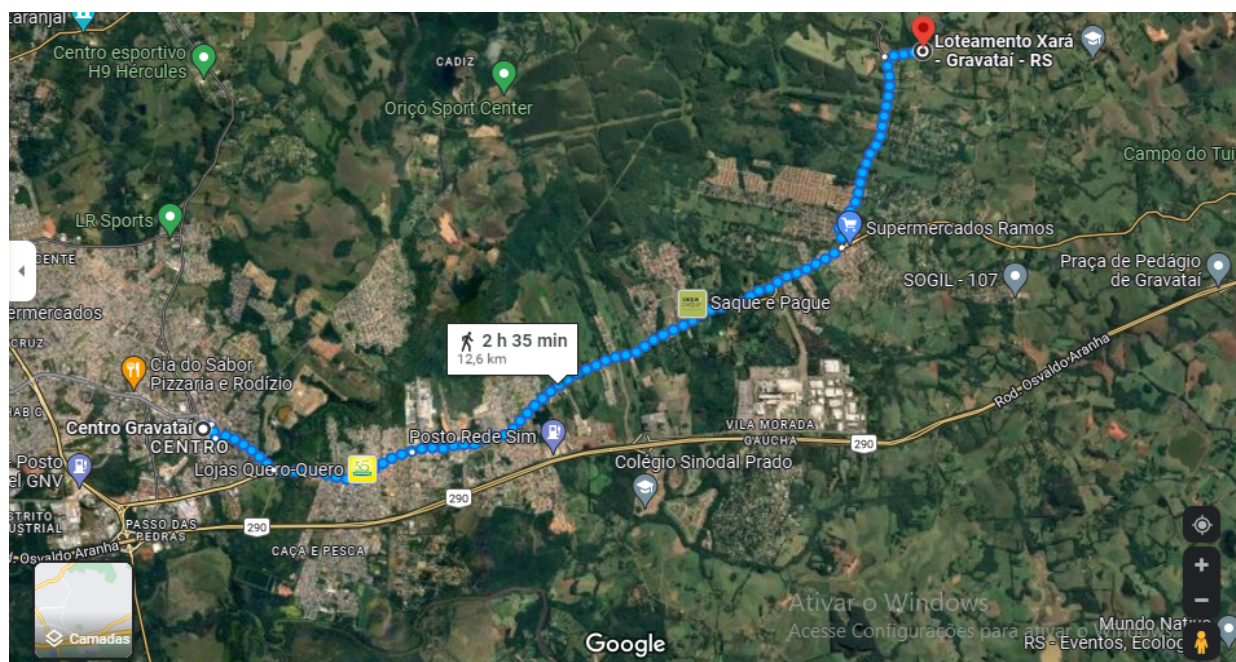 Laranjal
Centro esportivo
H9 Hércules
CADIZ
Oriçó Sport Center
Loteamento Xará
- Gravataí - RS
Campo do Tui
LR Sports
CENTE
Supermercados Ramos
SOGIL - 107
Praça de Pedágio
de Gravataí
ermercados
CRUZ
Saque e Pague
2 h 35 min
12,6 km
Cia do Sabor
Pizzaria e Rodízio
Rod. Osvaldo Aranha
HAB C
Centro Gravataí
CENTRO
Posto Rede Sim
VILA MORADA
GAÚCHA
290
- Posto
el GNV
Lojas Quero-Quero
Colégio Sinodal Prado
290
STRITO
USTRIAL
PASSO DAS
PEDRAS
290
d. Osvaldo Aranha
CAÇA E PESCA
Camadas
Google
Ativar o Windows
Acesse Configurações para ativar o Windows.
Mundo Nativ
RS - Eventos, Ecolog